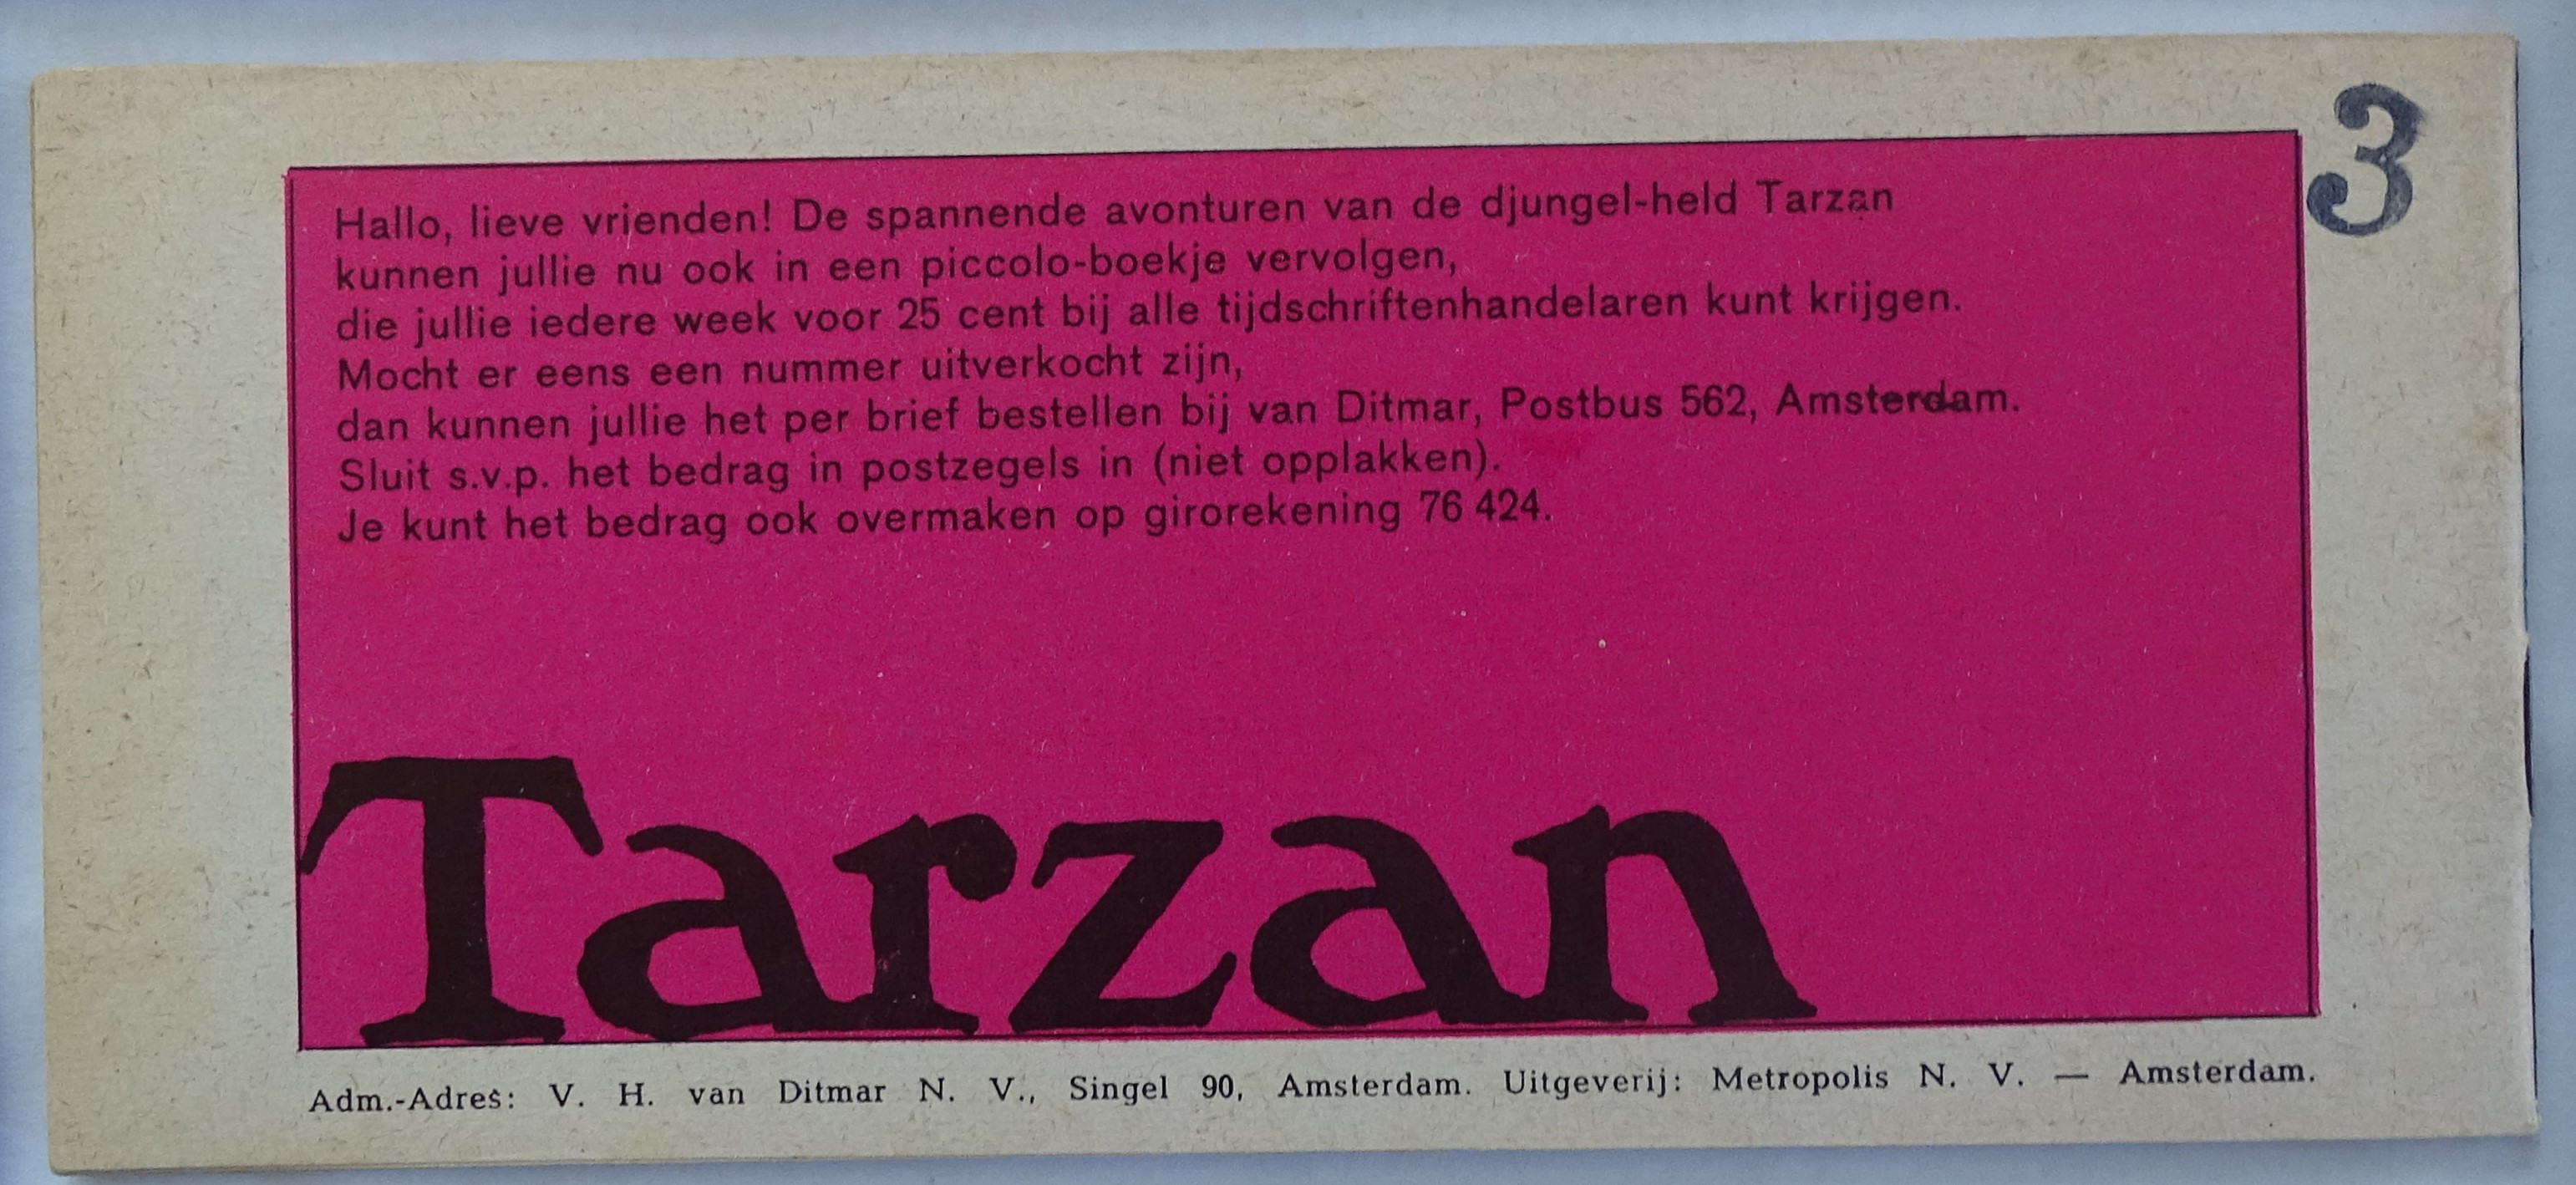 3
Hallo, lieve vrienden! De spannende avonturen van de djungel-held Tarzan
kunnen jullie nu ook in een piccolo-boekje vervolgen,
die jullie iedere week voor 25 cent bij alle tijdschriftenhandelaren kunt krijgen.
Mocht er eens een nummer uitverkocht zijn,
dan kunnen jullie het per brief bestellen bij van Ditmar, Postbus 562, Amsterdam.
Sluit s.v.p. het bedrag in postzegels in (niet opplakken).
Je kunt het bedrag ook overmaken op girorekening 76 424.
Tarzan
Adm.-Adres: V. H. van Ditmar N. V., Singel 90, Amsterdam. Uitgeverij: Metropolis N. V. — Amsterdam.